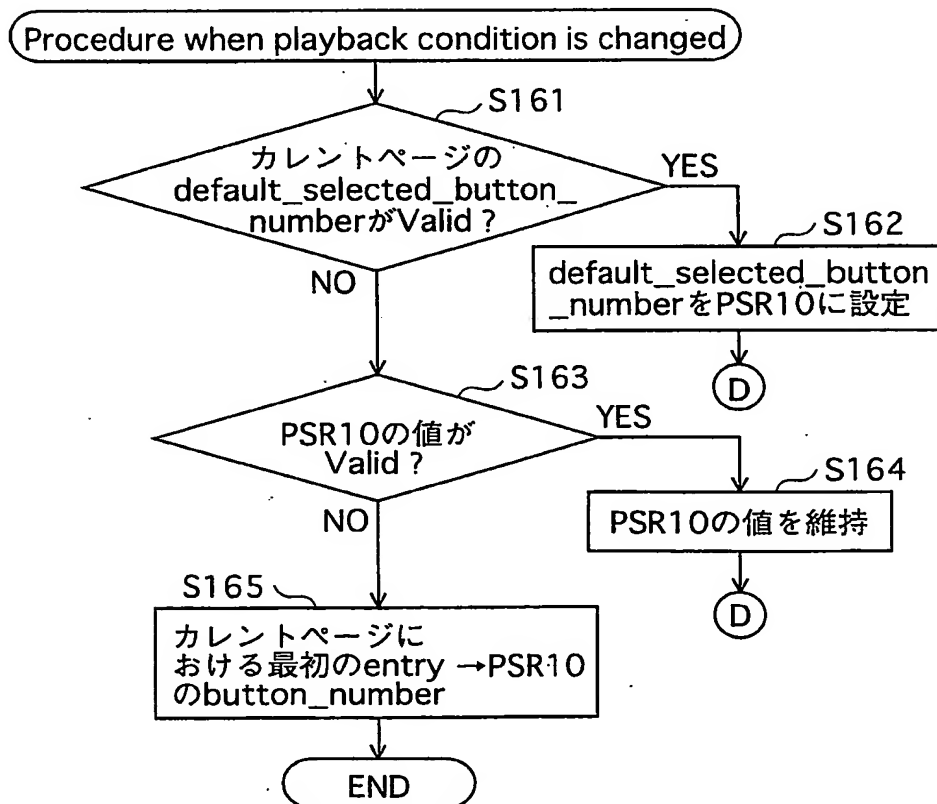 Procedure when playback condition is changed
S161
カレントページの
default_selected_button_
numberがValid？
YES
NO
S162
default_selected_button
_numberをPSR10に設定
D
S163
PSR10の値が
Valid？
YES
NO
S164
PSR10の値を維持
D
S165
カレントページに
おける最初のentry →PSR10
のbutton_number
END